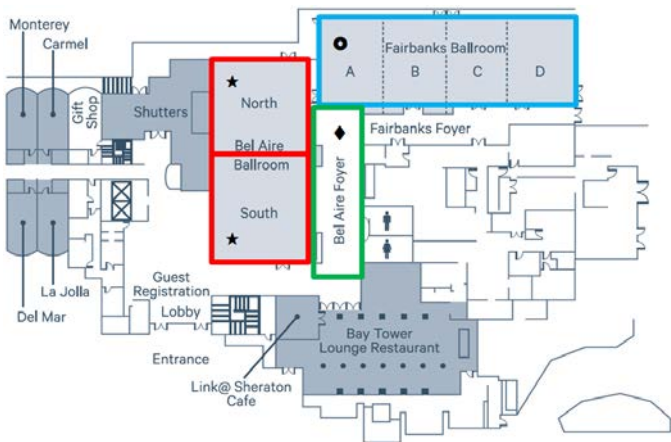 Monterey
Carmel
Gift
Shop
Shutters
North
Bel Aire
Ballroom
South
Fairbanks Ballroom
A
B
C
D
Fairbanks Foyer
Bel Aire Foyer
La Jolla
Del Mar
Guest
Registration
Lobby
Entrance
Bay Tower
Lounge Restaurant
Link@ Sheraton
Cafe